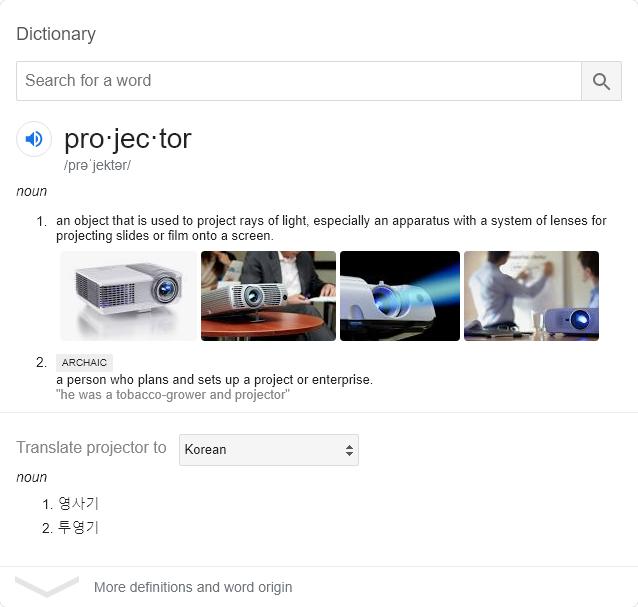 Dictionary
Search for a word
pro·jec·tor
/prəˈjektər/
noun
1. an object that is used to project rays of light, especially an apparatus with a system of lenses for
projecting slides or film onto a screen.
2. ARCHAIC
a person who plans and sets up a project or enterprise.
"he was a tobacco-grower and projector"
Translate projector to Korean
noun
1. 영사기
2. 투영기
More definitions and word origin